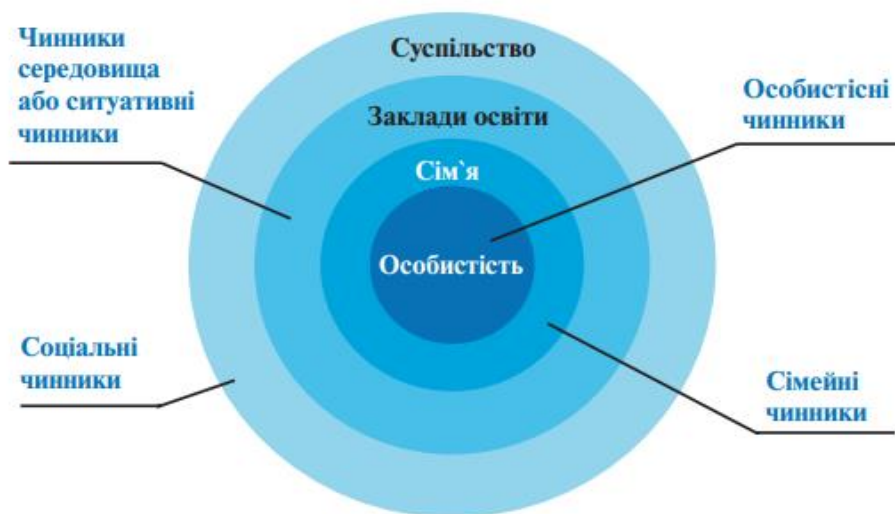 Чинники
середовища
або ситуативні
чинники
Суспільство
Заклади освіти
Сім`я
Особистість
Особистісні
чинники
Соціальні
чинники
Сімейні
чинники